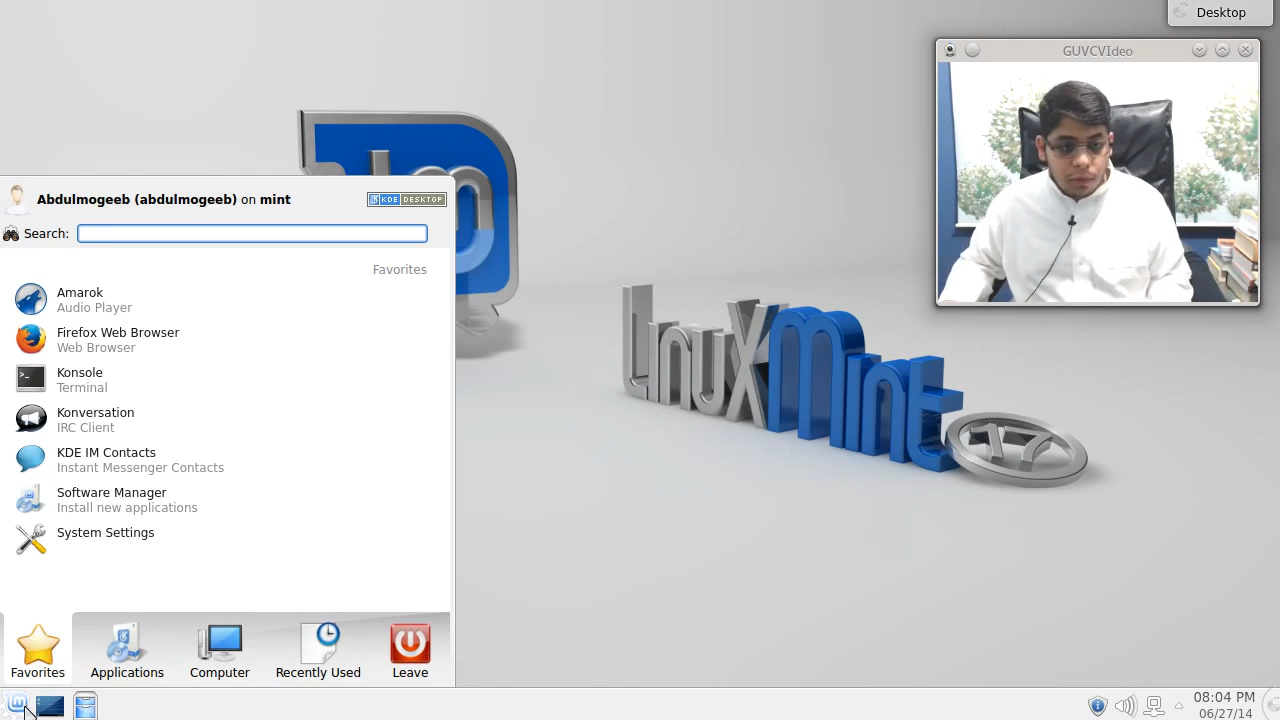 Desktop
GUVCVIdeo
Abdulmogeeb (abdulmogeeb) on mint
KDE DESKTOP
Search:
Favorites
Amarok
Audio Player
Firefox Web Browser
Web Browser
Konsole
Terminal
Konversation
IRC Client
KDE IM Contacts
Instant Messenger Contacts
Software Manager
Install new applications
System Settings
Favorites
Applications
Computer
Recently Used
Leave
LinuxMint
17
08:04 PM
06/27/14